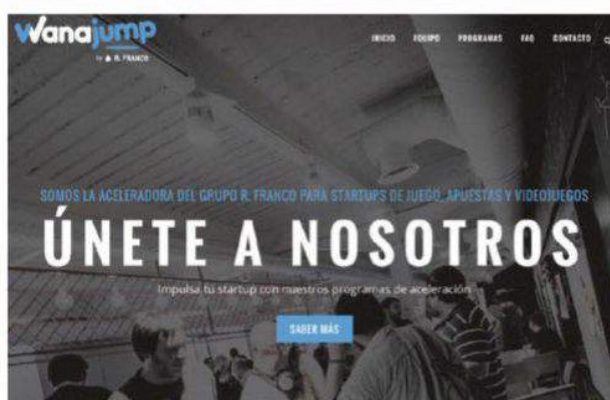 Wanajump
by R. FRANCO
INICIO EQUIPO PROGRAMAS FAQ CONTACTO
SOMOS LA ACELERADORA DEL GRUPO R. FRANCO PARA STARTUPS DE JUEGO, APUESTAS Y VIDEOJUEGOS
ÚNETE A NOSOTROS
Impulsa tu startup con nuestros programas de aceleración
SABER MÁS